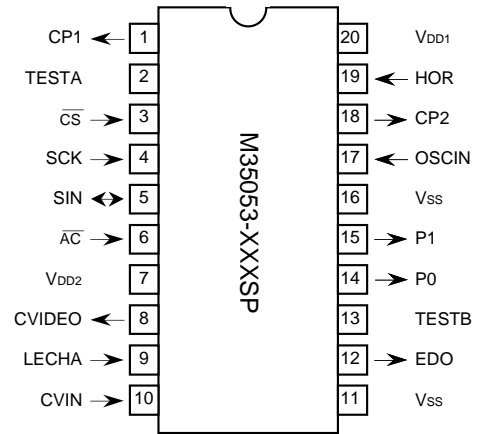 CP1 1 20 VDD1
TESTA 2 19 HOR
CS 3 18 CP2
SCK 4 17 OSCIN
SIN 5 16 VSS
AC 6 15 P1
VDD2 7 14 P0
CVIDEO 8 13 TESTB
LECHA 9 12 EDO
CVIN 10 11 VSS
M35053-XXXSP